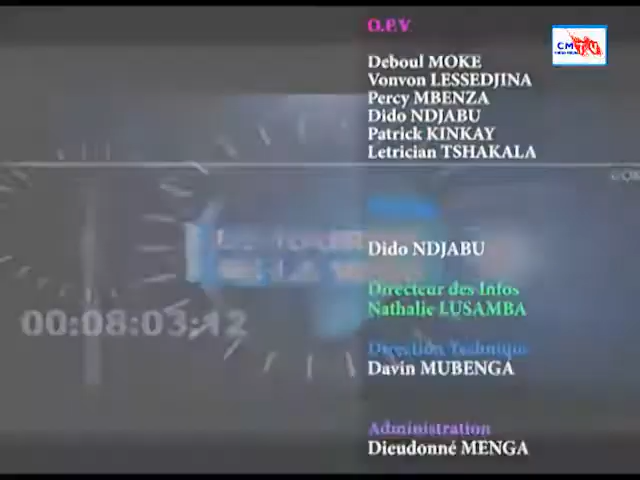 O.P.V
CM
Deboul MOKE
Vonvon LESSEDJINA
Percy MBENZA
Dido NDJABU
Patrick KINKAY
Letrician TSHAKALA
Dido NDJABU
Directeur des Infos
Nathalie LUSAMBA
00:08:03:12
Direction Technique
Davin MUBENGA
Administration
Dieudonné MENGA